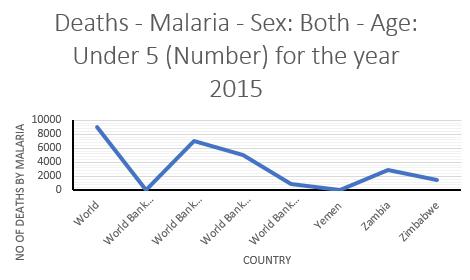 Deaths - Malaria - Sex: Both - Age:
Under 5 (Number) for the year
2015
NO OF DEATHS BY MALARIA
10000
8000
6000
4000
2000
0
World
World Bank...
World Bank...
World Bank...
World Bank...
Yemen
Zambia
Zimbabwe
COUNTRY